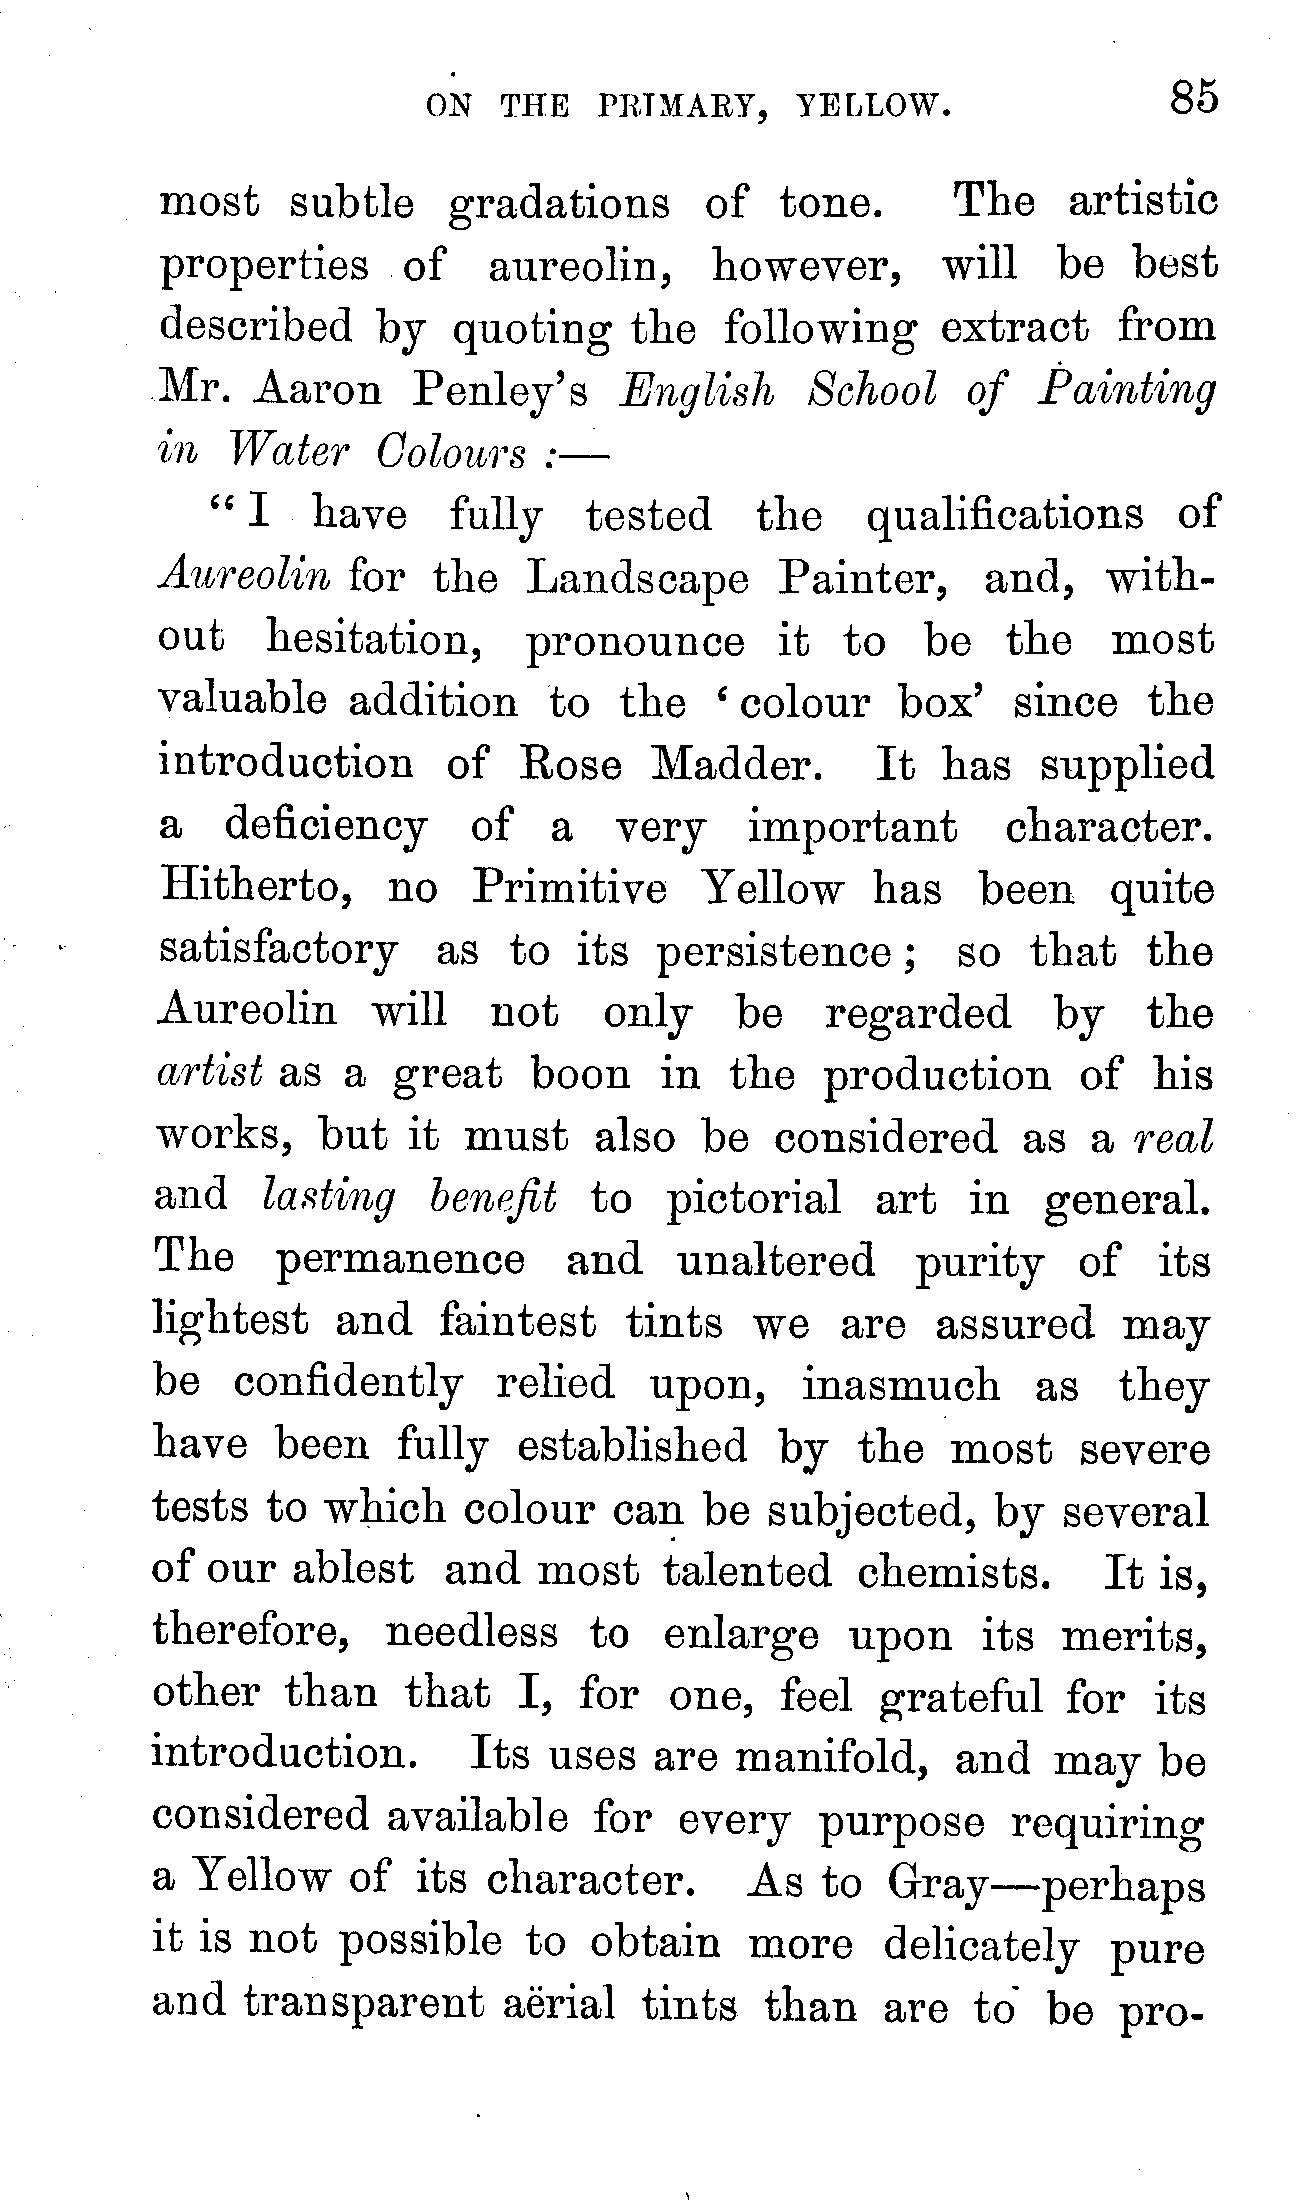 ON THE PRIMARY, YELLOW. 85
most subtle gradations of tone. The artistic
properties of aureolin, however, will be best
described by quoting the following extract from
Mr. Aaron Penley's English School of Painting
in Water Colours :—
“ I have fully tested the qualifications of
Aureolin for the Landscape Painter, and, with-
out hesitation, pronounce it to be the most
valuable addition to the ‘ colour box’ since the
introduction of Rose Madder. It has supplied
a deficiency of a very important character.
Hitherto, no Primitive Yellow has been quite
satisfactory as to its persistence ; so that the
Aureolin will not only be regarded by the
artist as a great boon in the production of his
works, but it must also be considered as a real
and lasting benefit to pictorial art in general.
The permanence and unaltered purity of its
lightest and faintest tints we are assured may
be confidently relied upon, inasmuch as they
have been fully established by the most severe
tests to which colour can be subjected, by several
of our ablest and most talented chemists. It is,
therefore, needless to enlarge upon its merits,
other than that I, for one, feel grateful for its
introduction. Its uses are manifold, and may be
considered available for every purpose requiring
a Yellow of its character. As to Gray—perhaps
it is not possible to obtain more delicately pure
and transparent aërial tints than are to be pro-